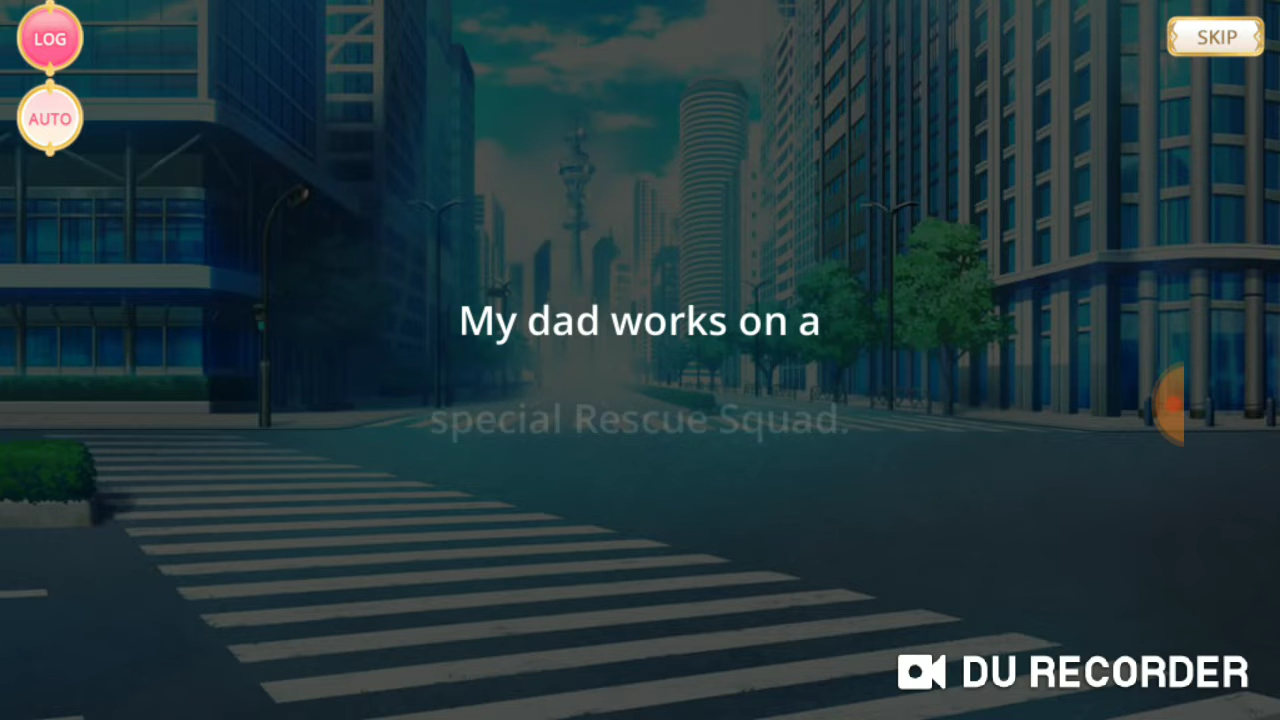 LOG
SKIP
AUTO
My dad works on a
special Rescue Squad.
DU RECORDER